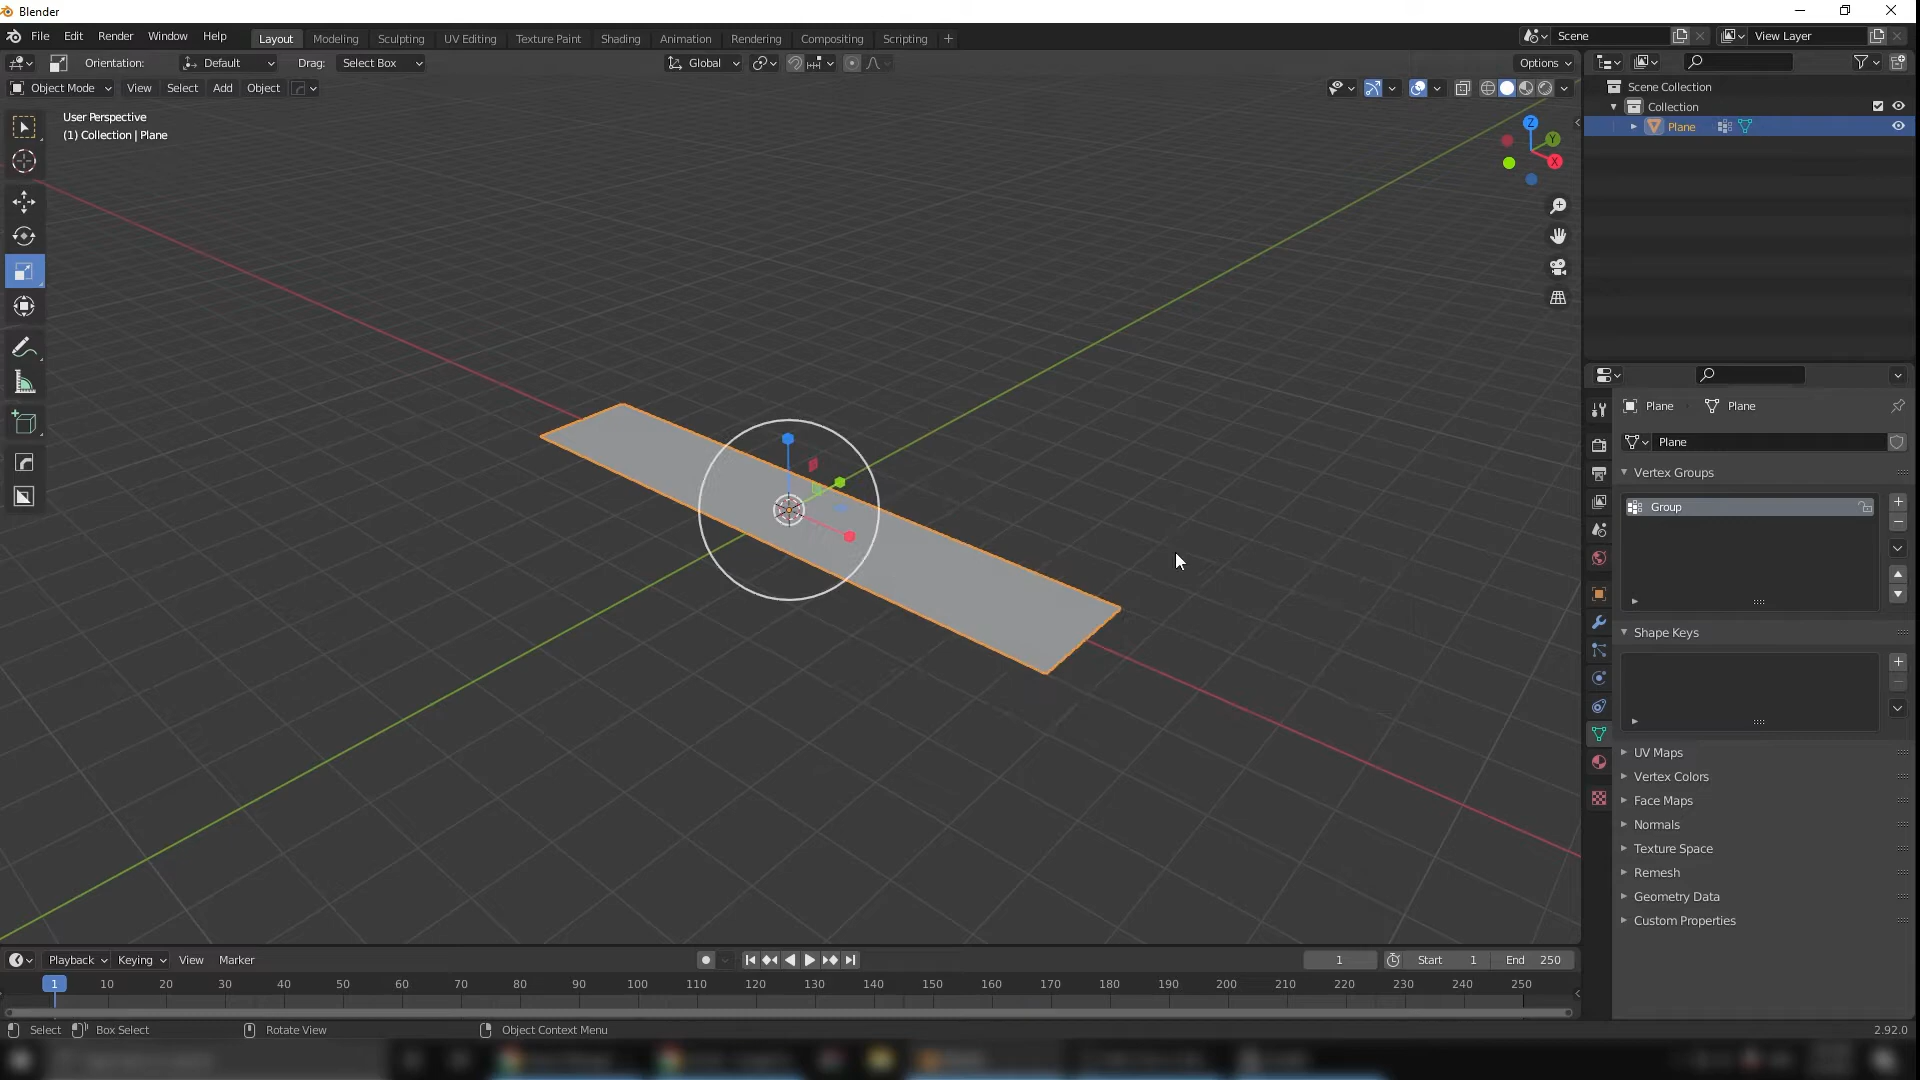 Blender
File Edit Render Window Help Layout Modeling Sculpting UV Editing Texture Paint Shading Animation Rendering Compositing Scripting + Scene View Layer
Orientation: Default Drag: Select Box Global Options
Object Mode View Select Add Object
User Perspective
(1) Collection | Plane
Z
Y
X
Scene Collection
Collection
Plane
Plane Plane
Plane
Vertex Groups
Group
Shape Keys
UV Maps
Vertex Colors
Face Maps
Normals
Texture Space
Remesh
Geometry Data
Custom Properties
Playback Keying View Marker 1 Start 1 End 250
1 10 20 30 40 50 60 70 80 90 100 110 120 130 140 150 160 170 180 190 200 210 220 230 240 250
Select Box Select Rotate View Object Context Menu 2.92.0